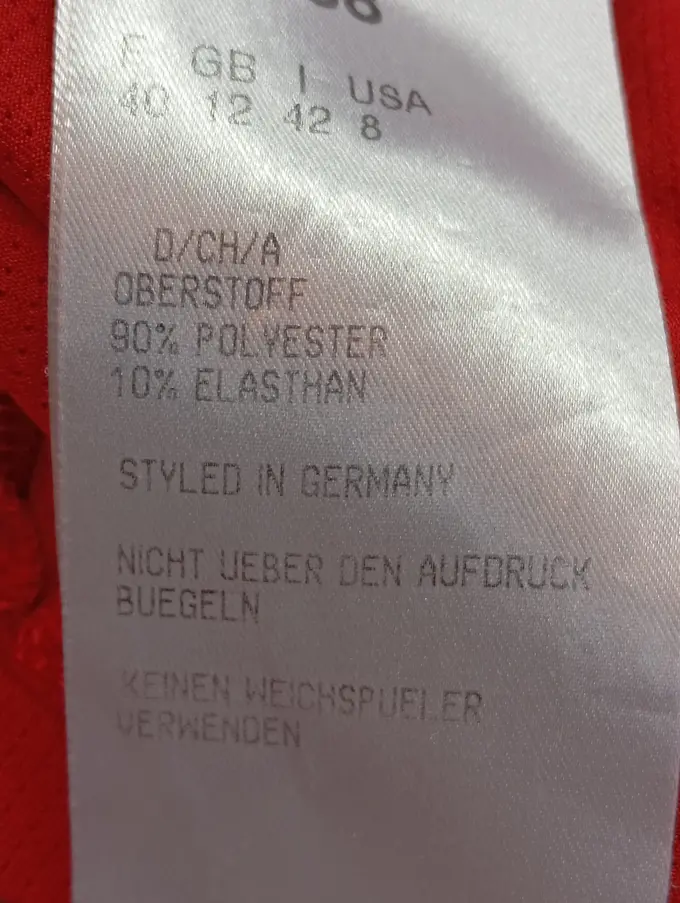 F GB I USA
40 12 42 8
D/CH/A
OBERSTOFF
90% POLYESTER
10% ELASTHAN
STYLED IN GERMANY
NICHT UEBER DEN AUFDRUCK
BUEGELN
KEINEN WEICHSPUELER
VERWENDEN